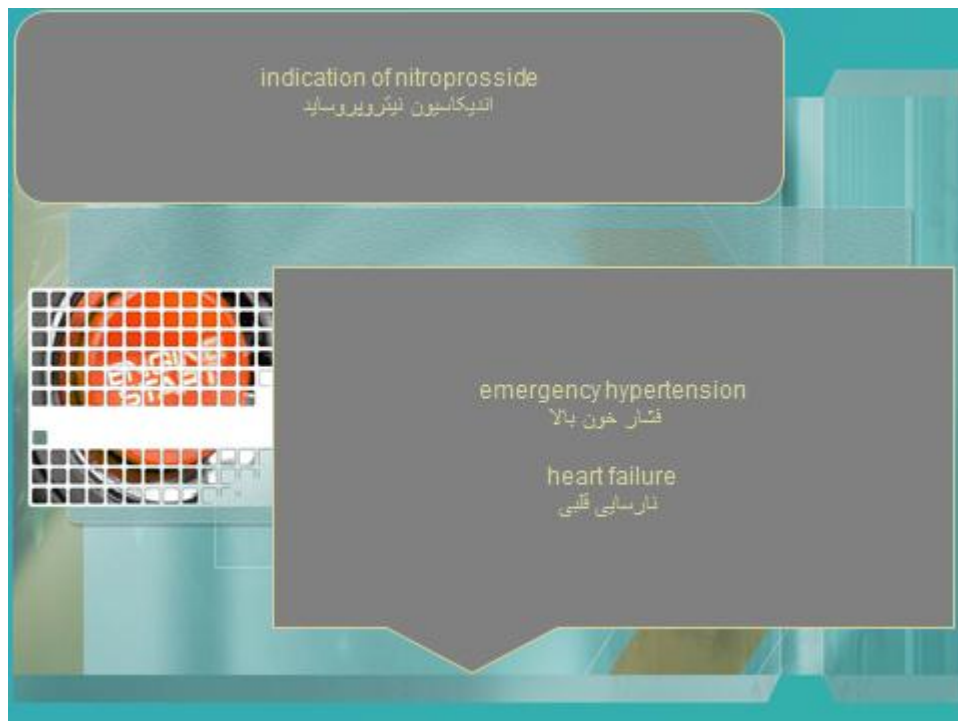 indication of nitroprosside
اندیکاسیون نیتروپروساید
emergency hypertension
فشار خون بالا
heart failure
نارسایی قلبی